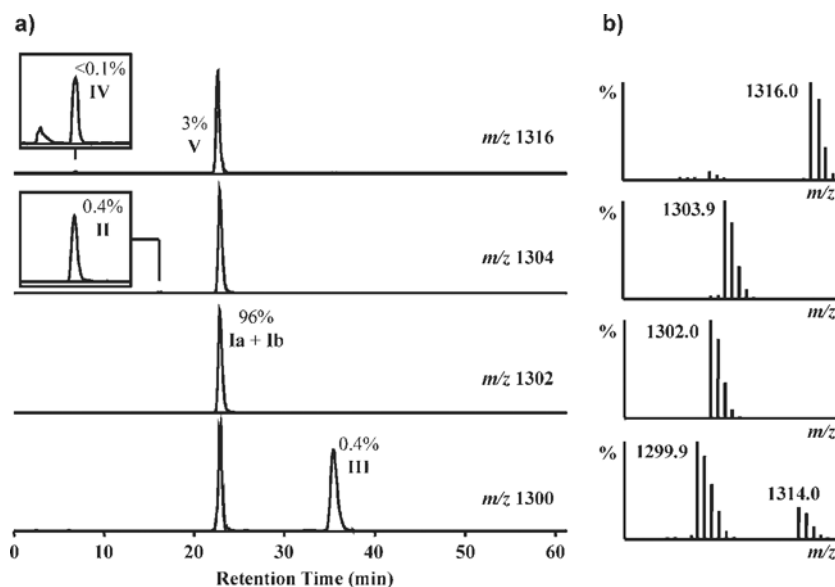 a)
<0.1%
IV
3%
V
m/z 1316
0.4%
II
m/z 1304
96%
Ia + Ib
m/z 1302
0.4%
III
m/z 1300
0 10 20 30 40 50 60
Retention Time (min)
b)
%
1316.0
m/z
%
1303.9
m/z
%
1302.0
m/z
%
1299.9
1314.0
m/z